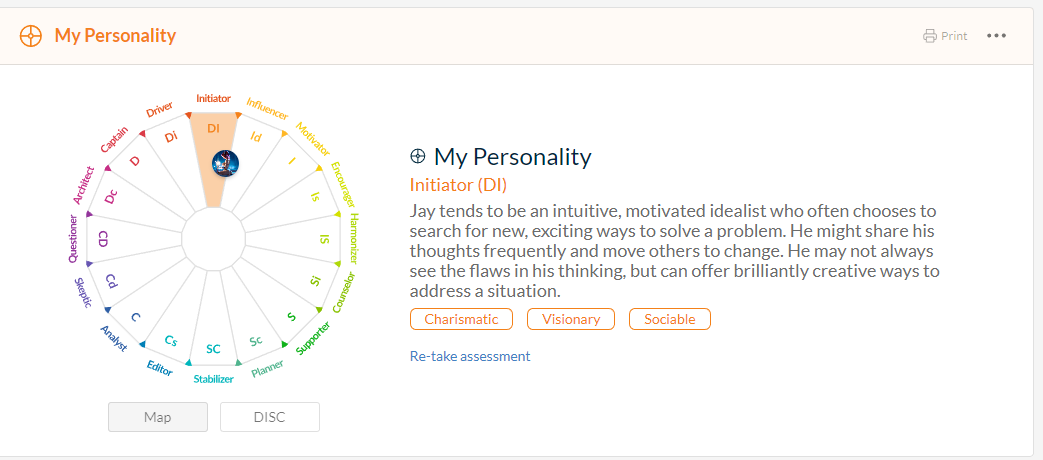 My Personality
Print
Initiator
Influencer
Motivator
Encourager
Harmonizer
Counselor
Supporter
Planner
Stabilizer
Editor
Analyst
Skeptic
Questioner
Architect
Captain
Driver
DI
Id
I
Is
IS
Si
S
Sc
SC
Cs
C
Cd
CD
Dc
D
Di
Map
DISC
My Personality
Initiator (DI)
Jay tends to be an intuitive, motivated idealist who often chooses to
search for new, exciting ways to solve a problem. He might share his
thoughts frequently and move others to change. He may not always
see the flaws in his thinking, but can offer brilliantly creative ways to
address a situation.
Charismatic Visionary Sociable
Re-take assessment